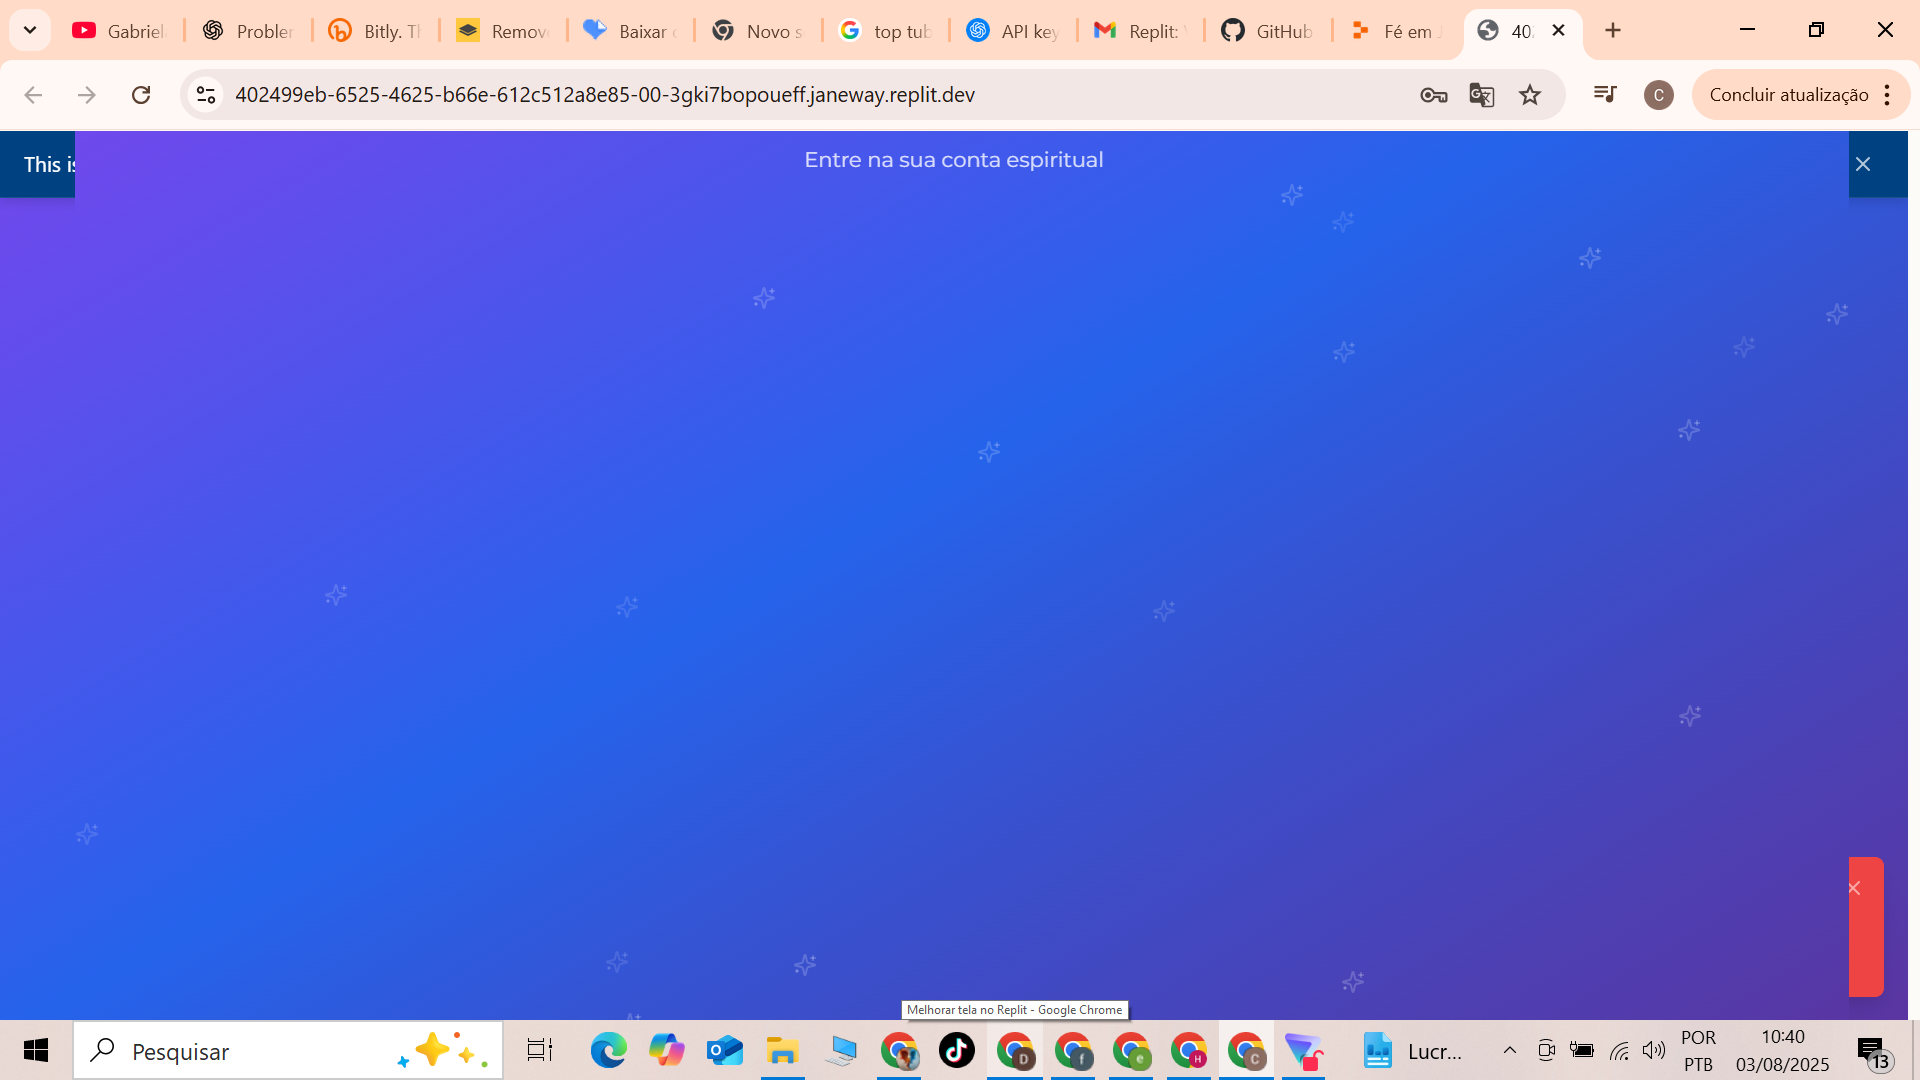 Gabriel
Probler
Bitly. Th
Remov
Baixar
Novo s
top tub
API key
Replit:
GitHub
Fé em J
402
402499eb-6525-4625-b66e-612c512a8e85-00-3gki7bopoueff.janeway.replit.dev
C
Concluir atualização
This is
Entre na sua conta espiritual
Melhorar tela no Replit - Google Chrome
Pesquisar
D
f
e
H
C
Lucr...
POR
PTB
10:40
03/08/2025
13